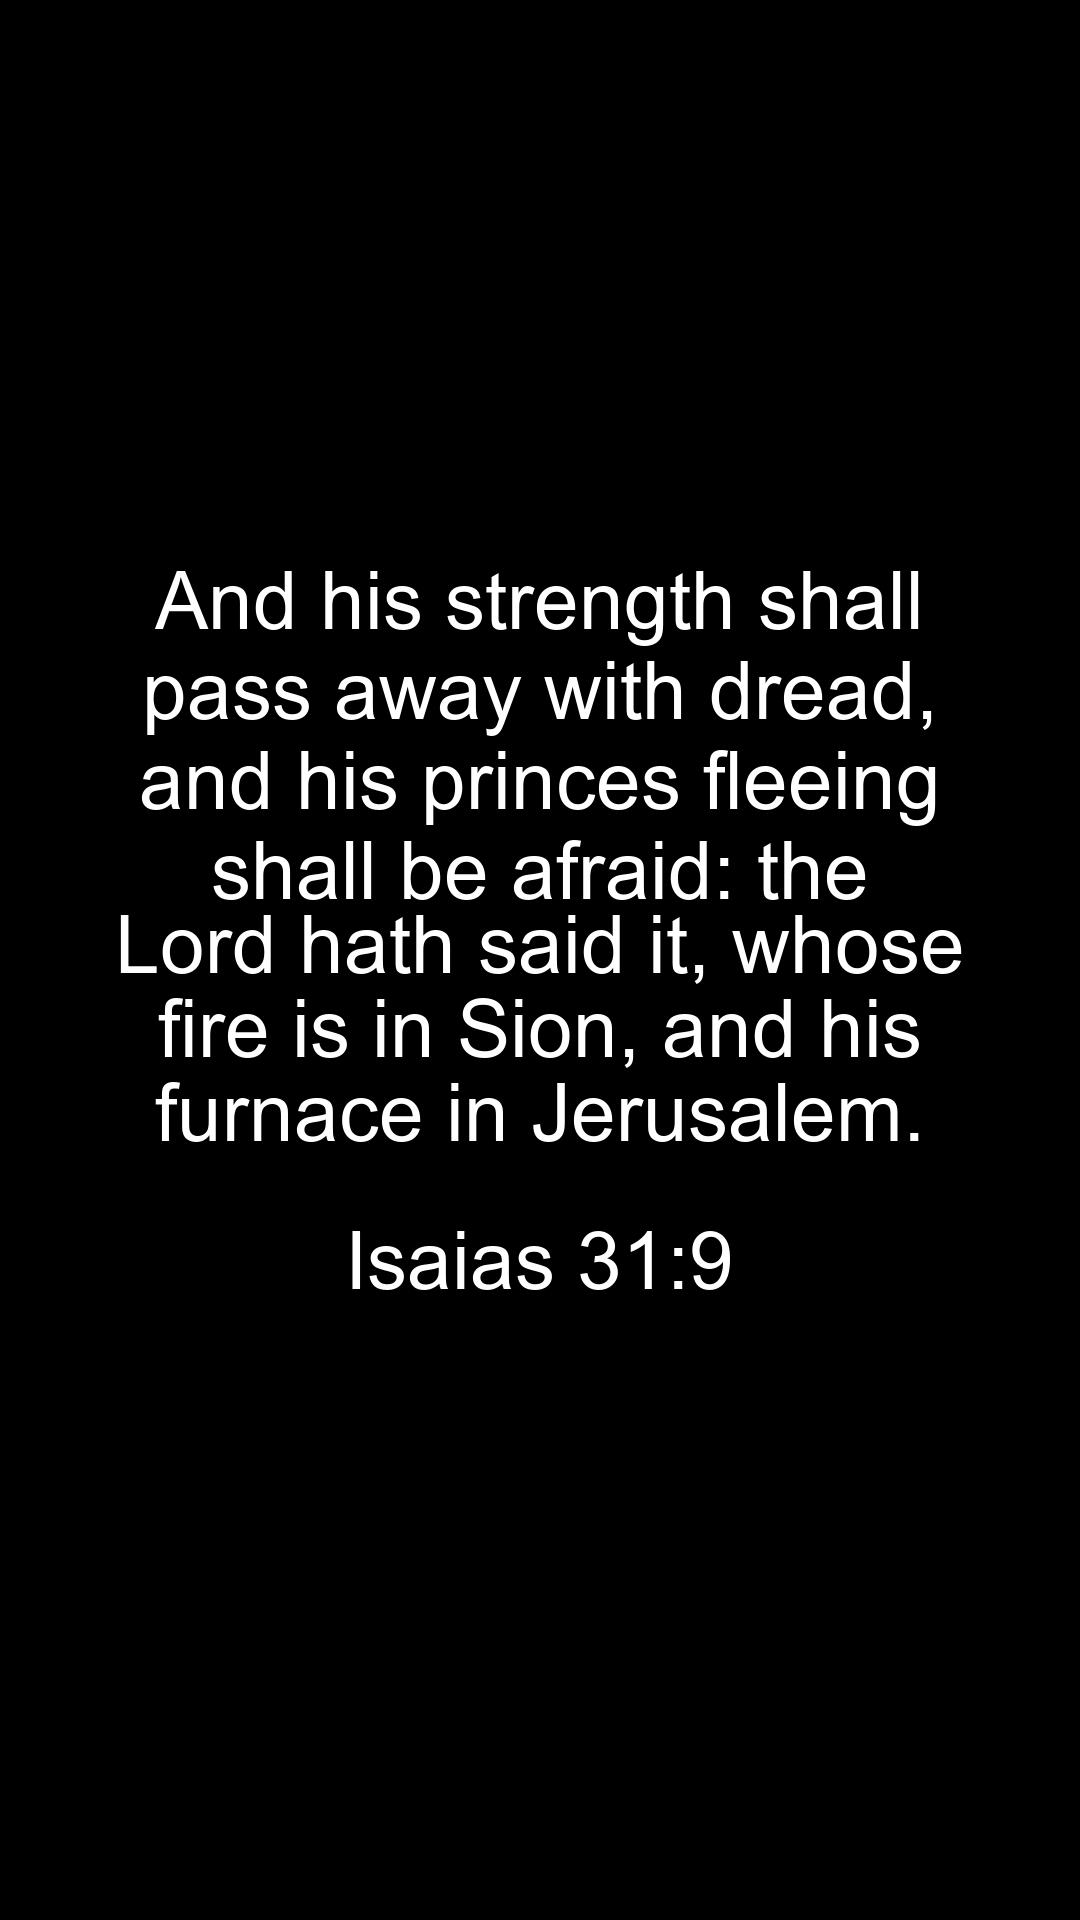 And his strength shall
pass away with dread,
and his princes fleeing
shall be afraid: the
Lord hath said it, whose
fire is in Sion, and his
furnace in Jerusalem.
Isaias 31:9